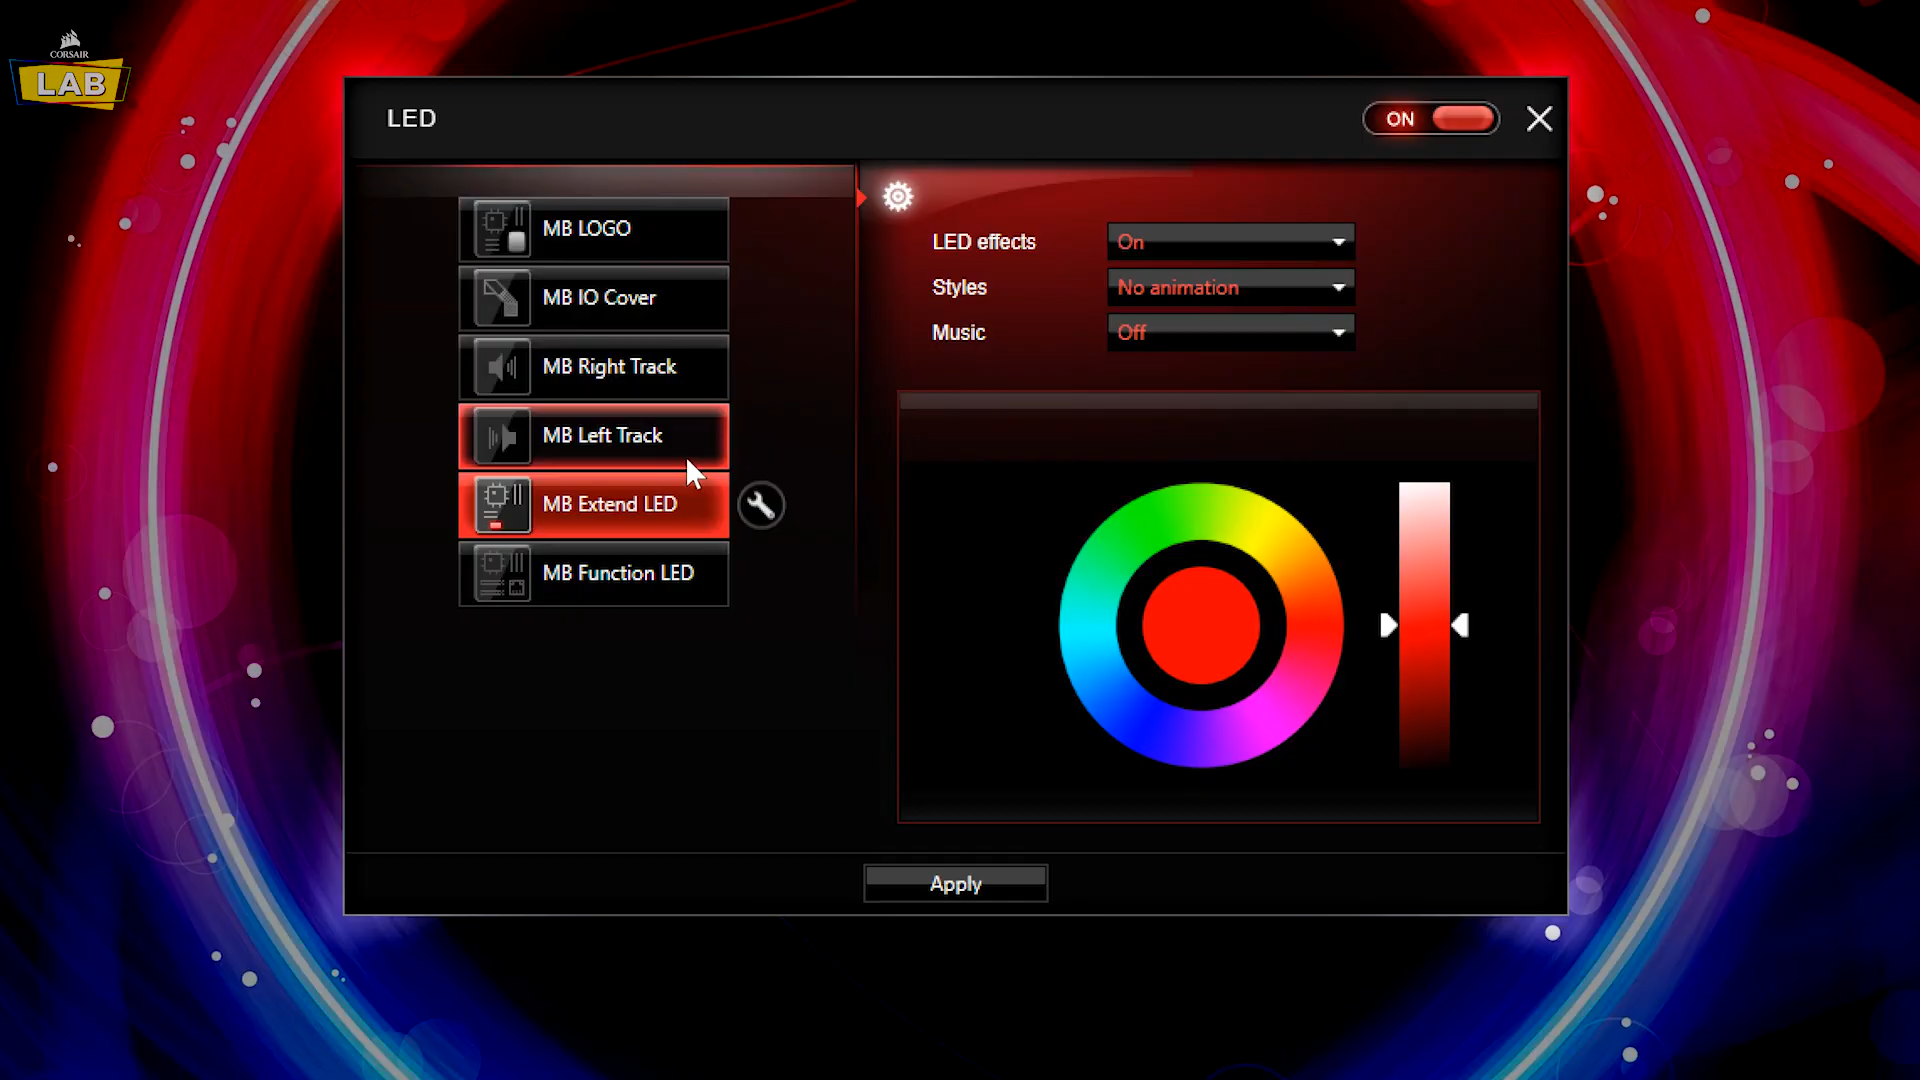 CORSAIR
LAB
LED
ON
MB LOGO
MB IO Cover
MB Right Track
MB Left Track
MB Extend LED
MB Function LED
LED effects
On
Styles
No animation
Music
Off
Apply